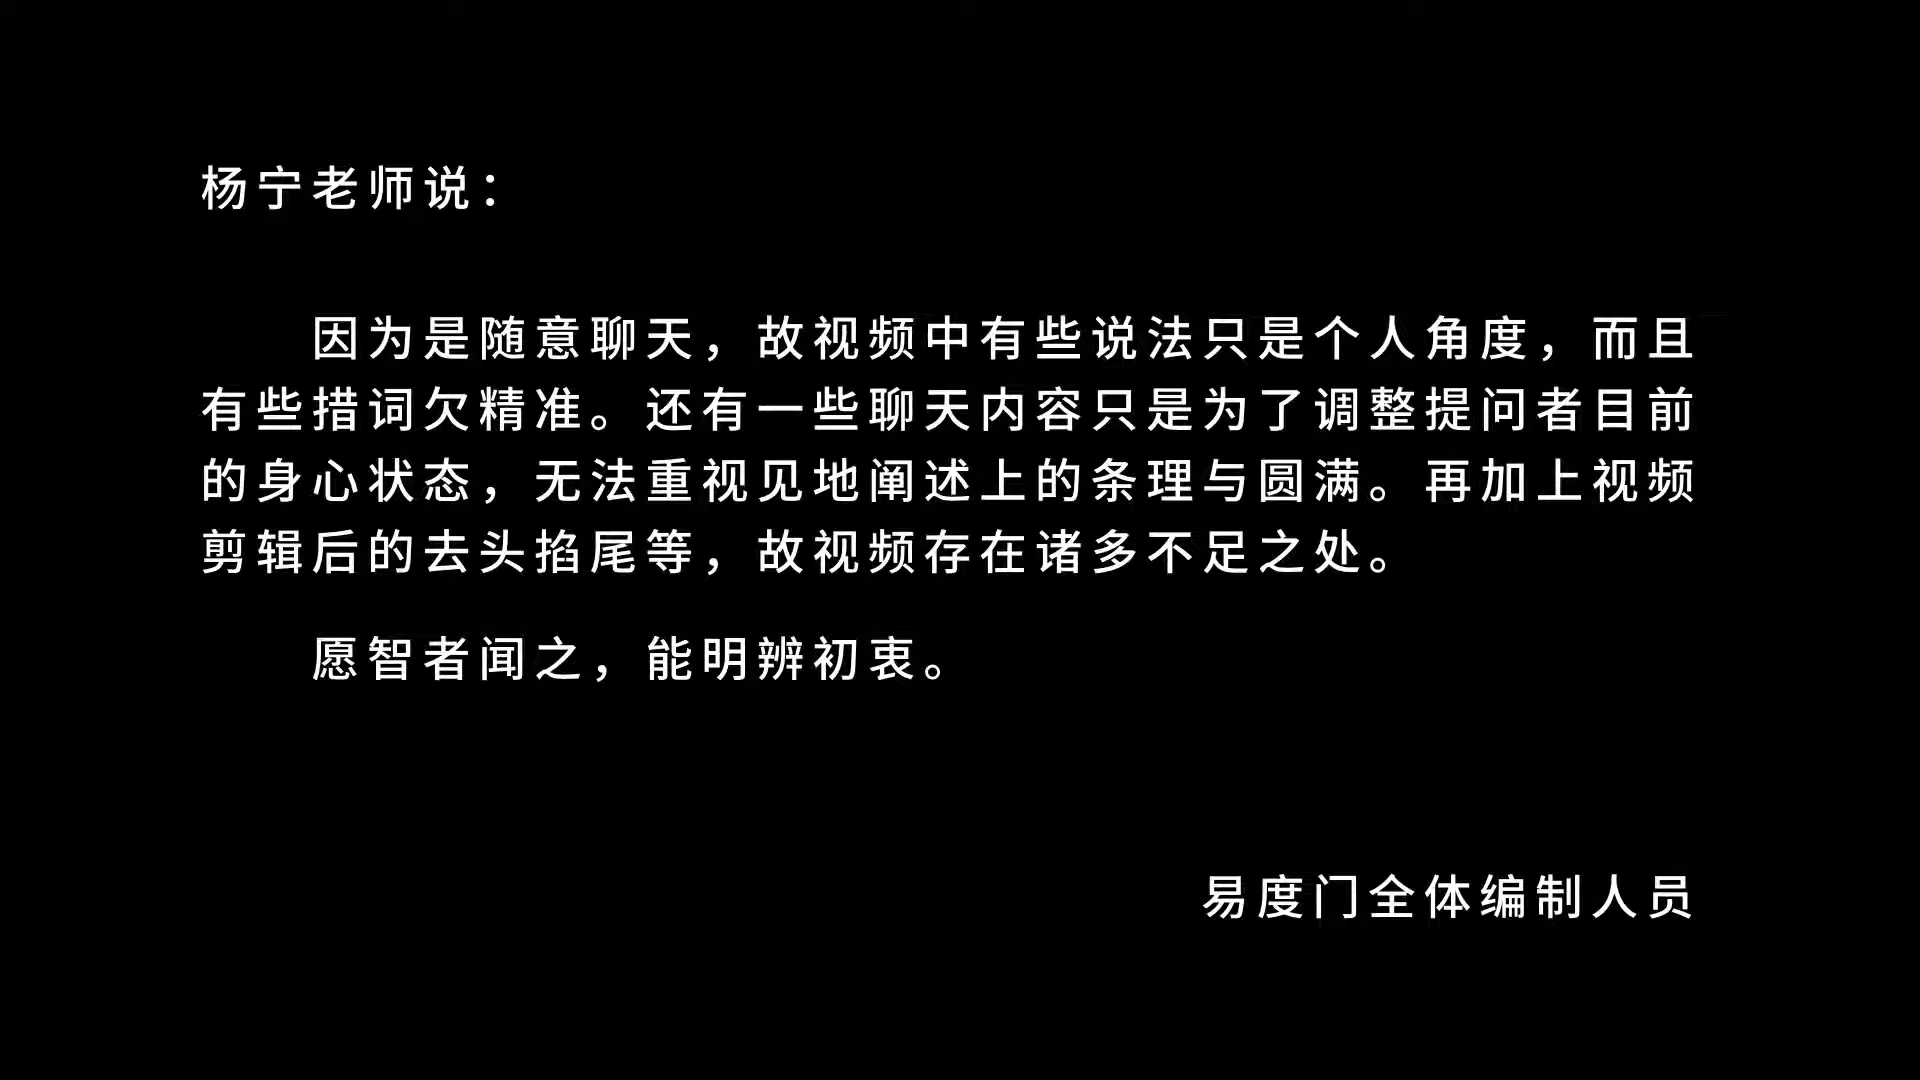 杨宁老师说：
因为是随意聊天，故视频中有些说法只是个人角度，而且
有些措词欠精准。还有一些聊天内容只是为了调整提问者目前
的身心状态，无法重视见地阐述上的条理与圆满。再加上视频
剪辑后的去头掐尾等，故视频存在诸多不足之处。
愿智者闻之，能明辨初衷。
易度门全体编制人员